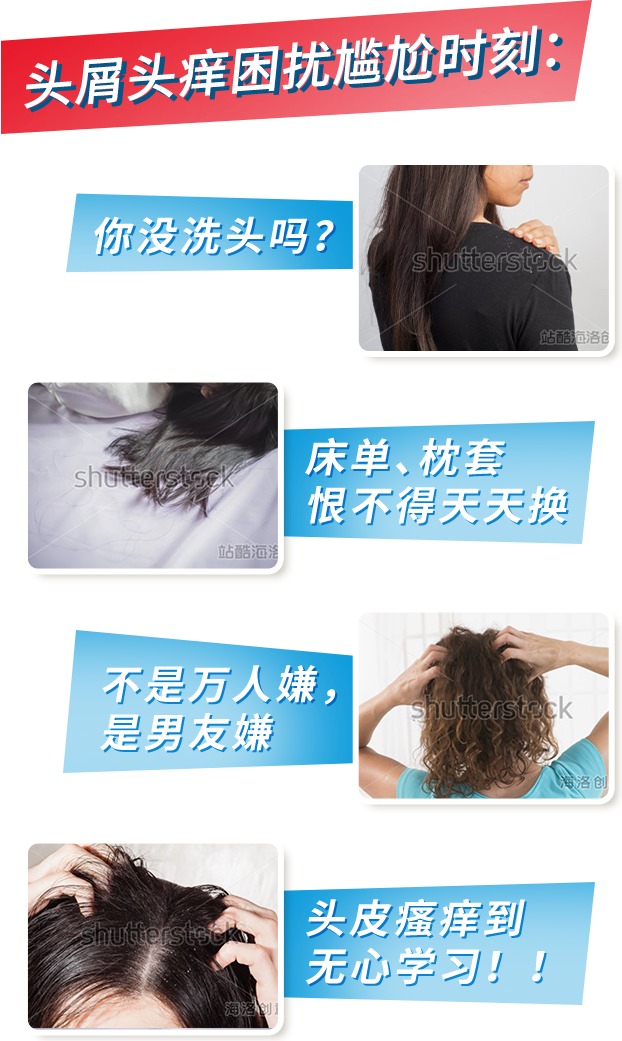 头屑头痒困扰尴尬时刻：
你没洗头吗？
shutterstock
站酷海洛创
床单、枕套
恨不得天天换
shutterstock
站酷海洛
不是万人嫌，
是男友嫌
shutterstock
海洛创
头皮瘙痒到
无心学习！！
shutterstock
海洛创